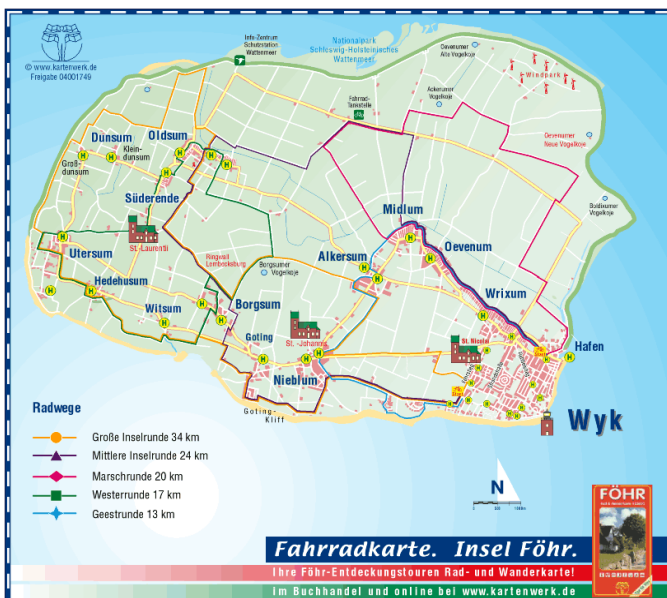 © www.kartenwerk.de
Freigabe 04001749
Info-Zentrum
Schutzstation
Wattenmeer
Nationalpark
Schleswig-Holsteinisches
Wattenmeer
Oevenumer
Alte Vogelkoje
Windpark
Ackerumer
Vogelkoje
Fahrrad-
Tankstelle
Oevenumer
Neue Vogelkoje
Dunsum
Oldsum
Klein-
dunsum
Groß-
dunsum
Süderende
Boldixumer
Vogelkoje
Midlum
St.-Laurentii
Oevenum
Utersum
Ringwall
Lembecksburg
Borgsumer
Vogelkoje
Alkersum
Hedehusum
Wrixum
Witsum
Borgsum
Goting
St. -Johannis
St. Nicolai
Hafen
Start
Nieblum
Start
Goting-
Kliff
Wyk
Radwege
Große Inselrunde 34 km
Mittlere Inselrunde 24 km
Marschrunde 20 km
Westerrunde 17 km
Geestrunde 13 km
N
FÖHR
Fahrradkarte. Insel Föhr.
Ihre Föhr-Entdeckungstouren Rad- und Wanderkarte!
im Buchhandel und online bei www.kartenwerk.de